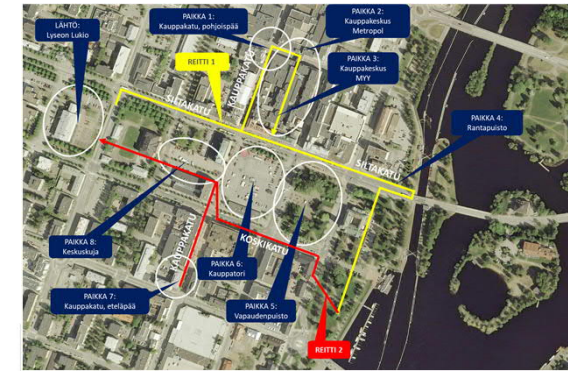 LÄHTÖ:
Lyseon Lukio
PAIKKA 1:
Kauppakatu, pohjoispää
PAIKKA 2:
Kauppakeskus
Metropol
REITTI 1
KAUPPAKATU
PAIKKA 3:
Kauppakeskus
MYY
SILTAKATU
SILTAKATU
PAIKKA 4:
Rantapuisto
PAIKKA 8:
Keskuskuja
KAUPPAKATU
KOSKIKATU
PAIKKA 6:
Kauppatori
PAIKKA 7:
Kauppakatu, eteläpää
PAIKKA 5:
Vapaudenpuisto
REITTI 2